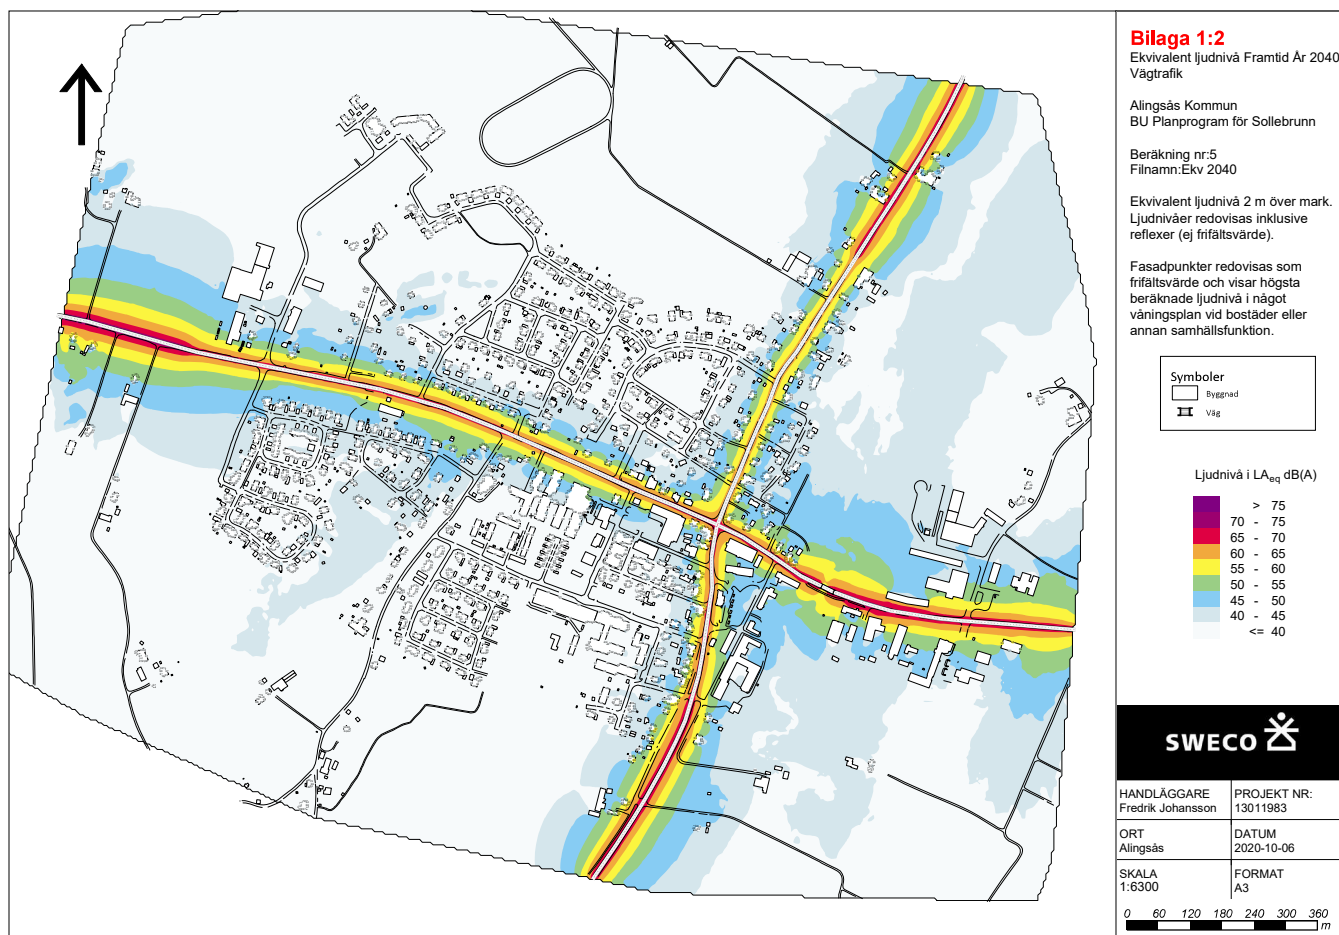 Bilaga 1:2
Ekvivalent ljudnivå Framtid År 2040
Vägtrafik
Alingsås Kommun
BU Planprogram för Sollebrunn
Beräkning nr:5
Filnamn:Ekv 2040
Ekvivalent ljudnivå 2 m över mark.
Ljudnivåer redovisas inklusive
reflexer (ej frifältsvärde).
Fasadpunkter redovisas som
frifältsvärde och visar högsta
beräknade ljudnivå i något
våningsplan vid bostäder eller
annan samhällsfunktion.
Symboler
Byggnad
Väg
Ljudnivå i LAeq dB(A)
> 75
70 - 75
65 - 70
60 - 65
55 - 60
50 - 55
45 - 50
40 - 45
<= 40
SWECO
HANDLÄGGARE
Fredrik Johansson
PROJEKT NR:
13011983
ORT
Alingsås
DATUM
2020-10-06
SKALA
1:6300
FORMAT
A3
0 60 120 180 240 300 360
m